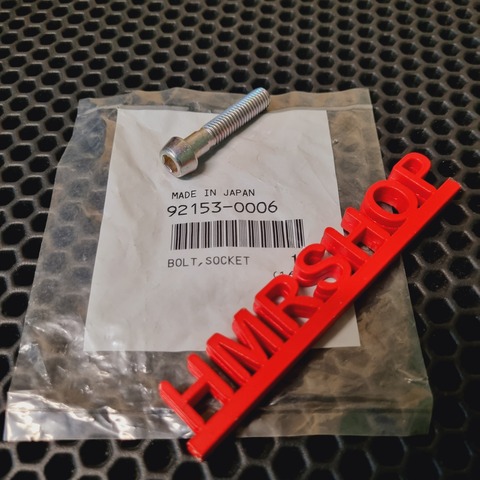 MADE IN JAPAN
92153-0006
BOLT,SOCKET
HMRSHOP